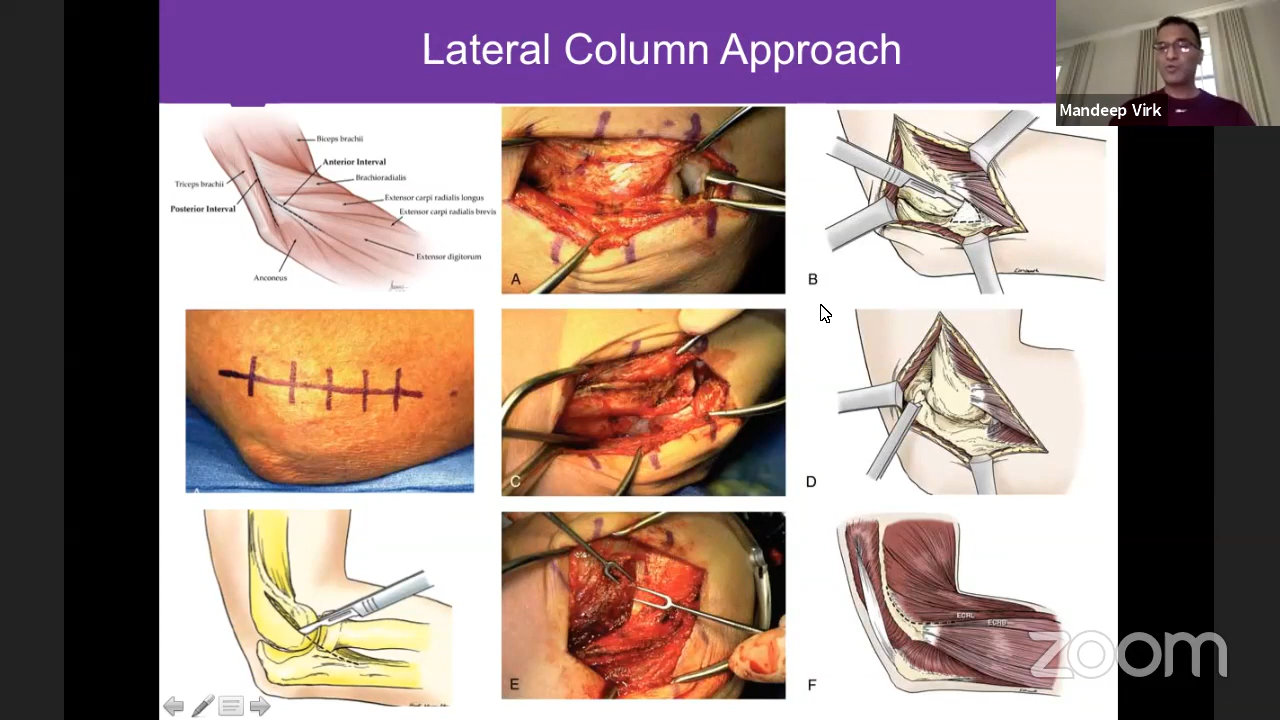 Lateral Column Approach
Mandeep Virk
Biceps brachii
Anterior Interval
Brachioradialis
Triceps brachii
Extensor carpi radialis longus
Posterior Interval
Extensor carpi radialis brevis
Extensor digitorum
Anconeus
A
B
A
C
D
E
F
ECRL
ECRB
zoom